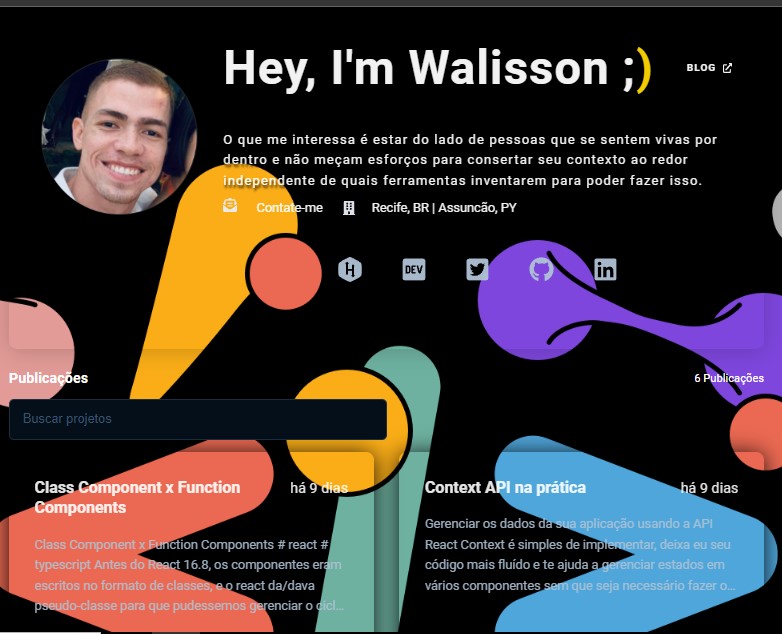 Hey, I'm Walisson ;)
BLOG
O que me interessa é estar do lado de pessoas que se sentem vivas por
dentro e não meçam esforços para consertar seu contexto ao redor
independente de quais ferramentas inventarem para poder fazer isso.
Contate-me
Recife, BR | Assuncão, PY
DEV
in
Publicações
6 Publicações
Buscar projetos
Class Component x Function
Components
há 9 dias
Class Component x Function Components # react #
typescript Antes do React 16.8, os componentes eram
escritos no formato de classes, e o react da/dava
pseudo-classe para que pudessemos gerenciar o cicl...
Context API na prática
há 9 dias
Gerenciar os dados da sua aplicação usando a API
React Context é simples de implementar, deixa eu seu
código mais fluído e te ajuda a gerenciar estados em
vários componentes sem que seja necessário fazer o...